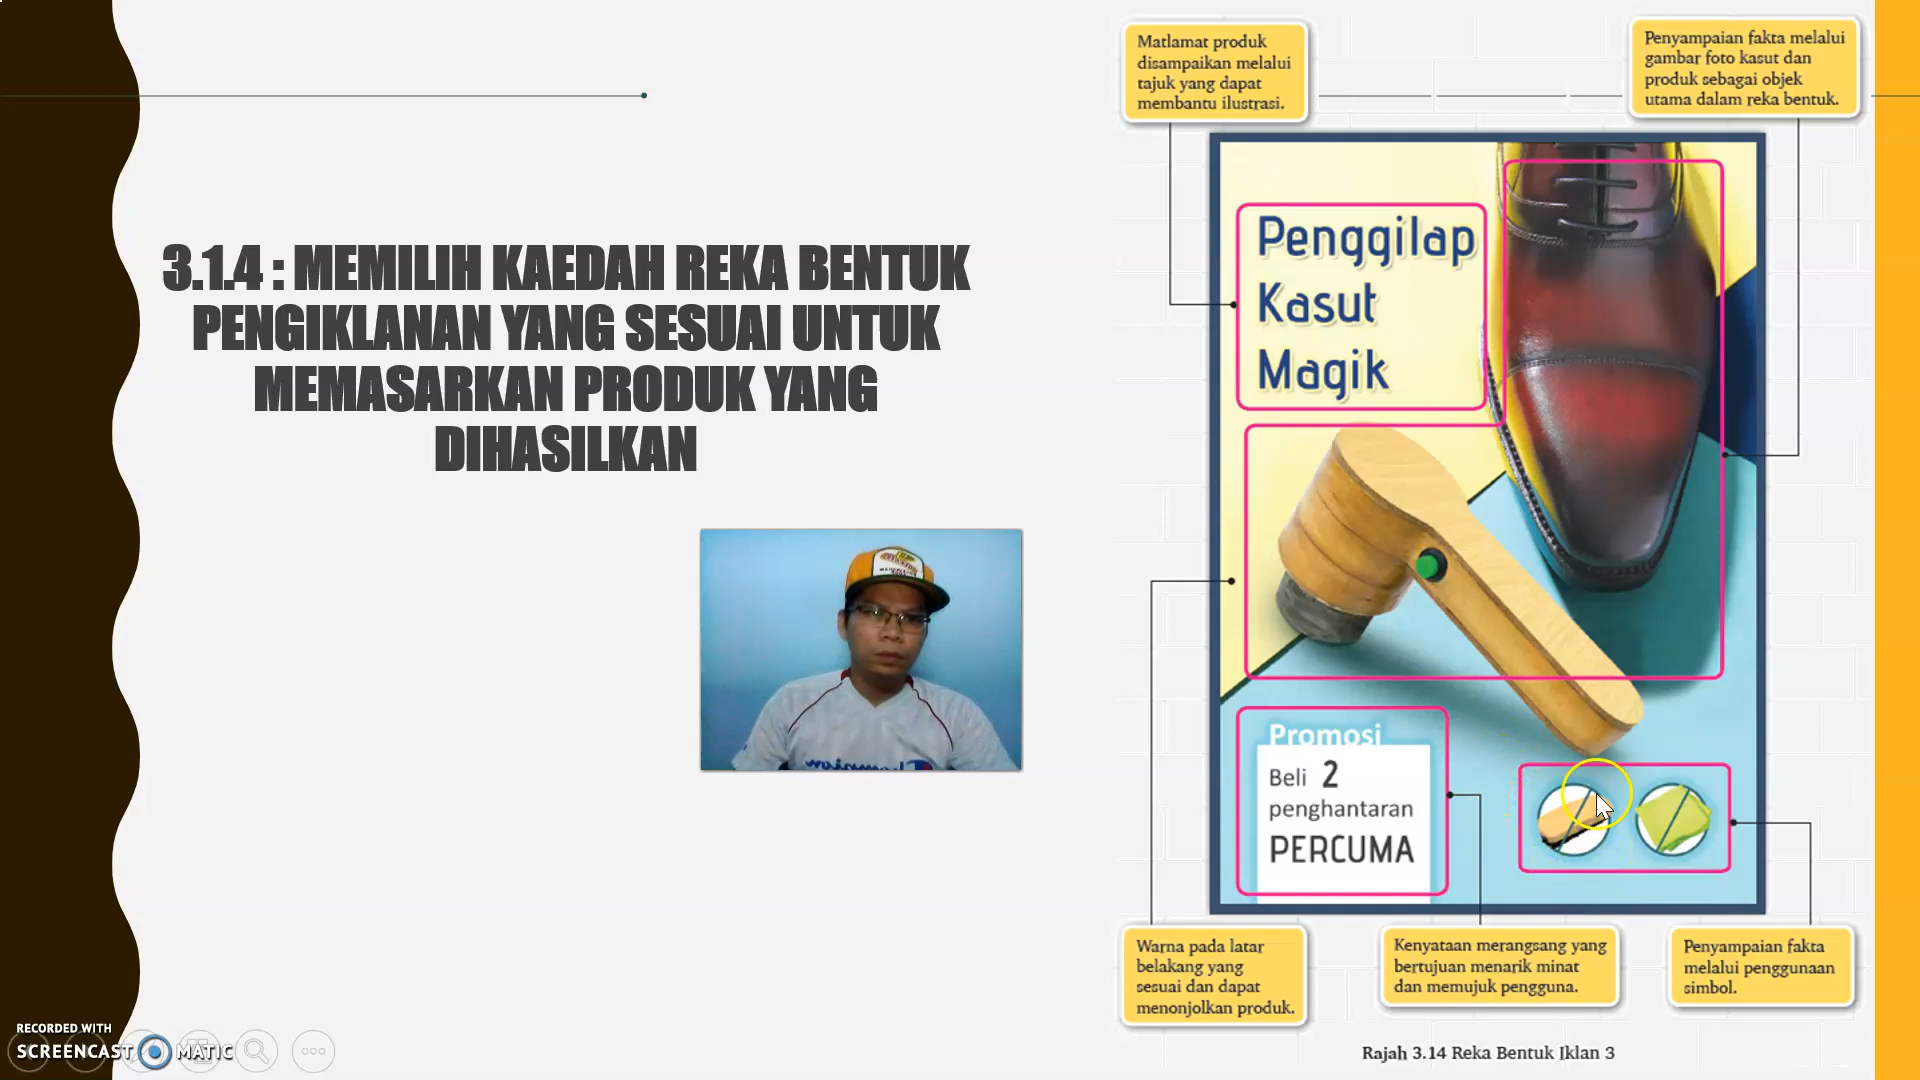 Matlamat produk
disampaikan melalui
tajuk yang dapat
membantu ilustrasi.
Penyampaian fakta melalui
gambar foto kasut dan
produk sebagai objek
utama dalam reka bentuk.
3.1.4 : MEMILIH KAEDAH REKA BENTUK
PENGIKLANAN YANG SESUAI UNTUK
MEMASARKAN PRODUK YANG
DIHASILKAN
Penggilap
Kasut
Magik
Promosi
Beli 2
penghantaran
PERCUMA
Warna pada latar
belakang yang
sesuai dan dapat
menonjolkan produk.
Kenyataan merangsang yang
bertujuan menarik minat
dan memujuk pengguna.
Penyampaian fakta
melalui penggunaan
simbol.
Rajah 3.14 Reka Bentuk Iklan 3
RECORDED WITH
SCREENCAST MATIC